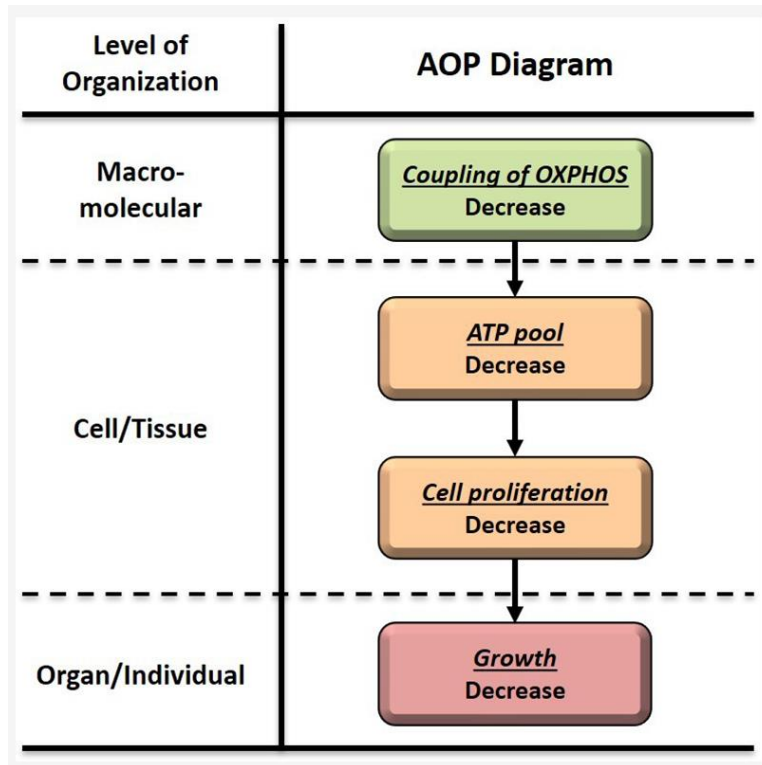 Level of
Organization
AOP Diagram
Macro-
molecular
Coupling of OXPHOS
Decrease
Cell/Tissue
ATP pool
Decrease
Cell proliferation
Decrease
Organ/Individual
Growth
Decrease